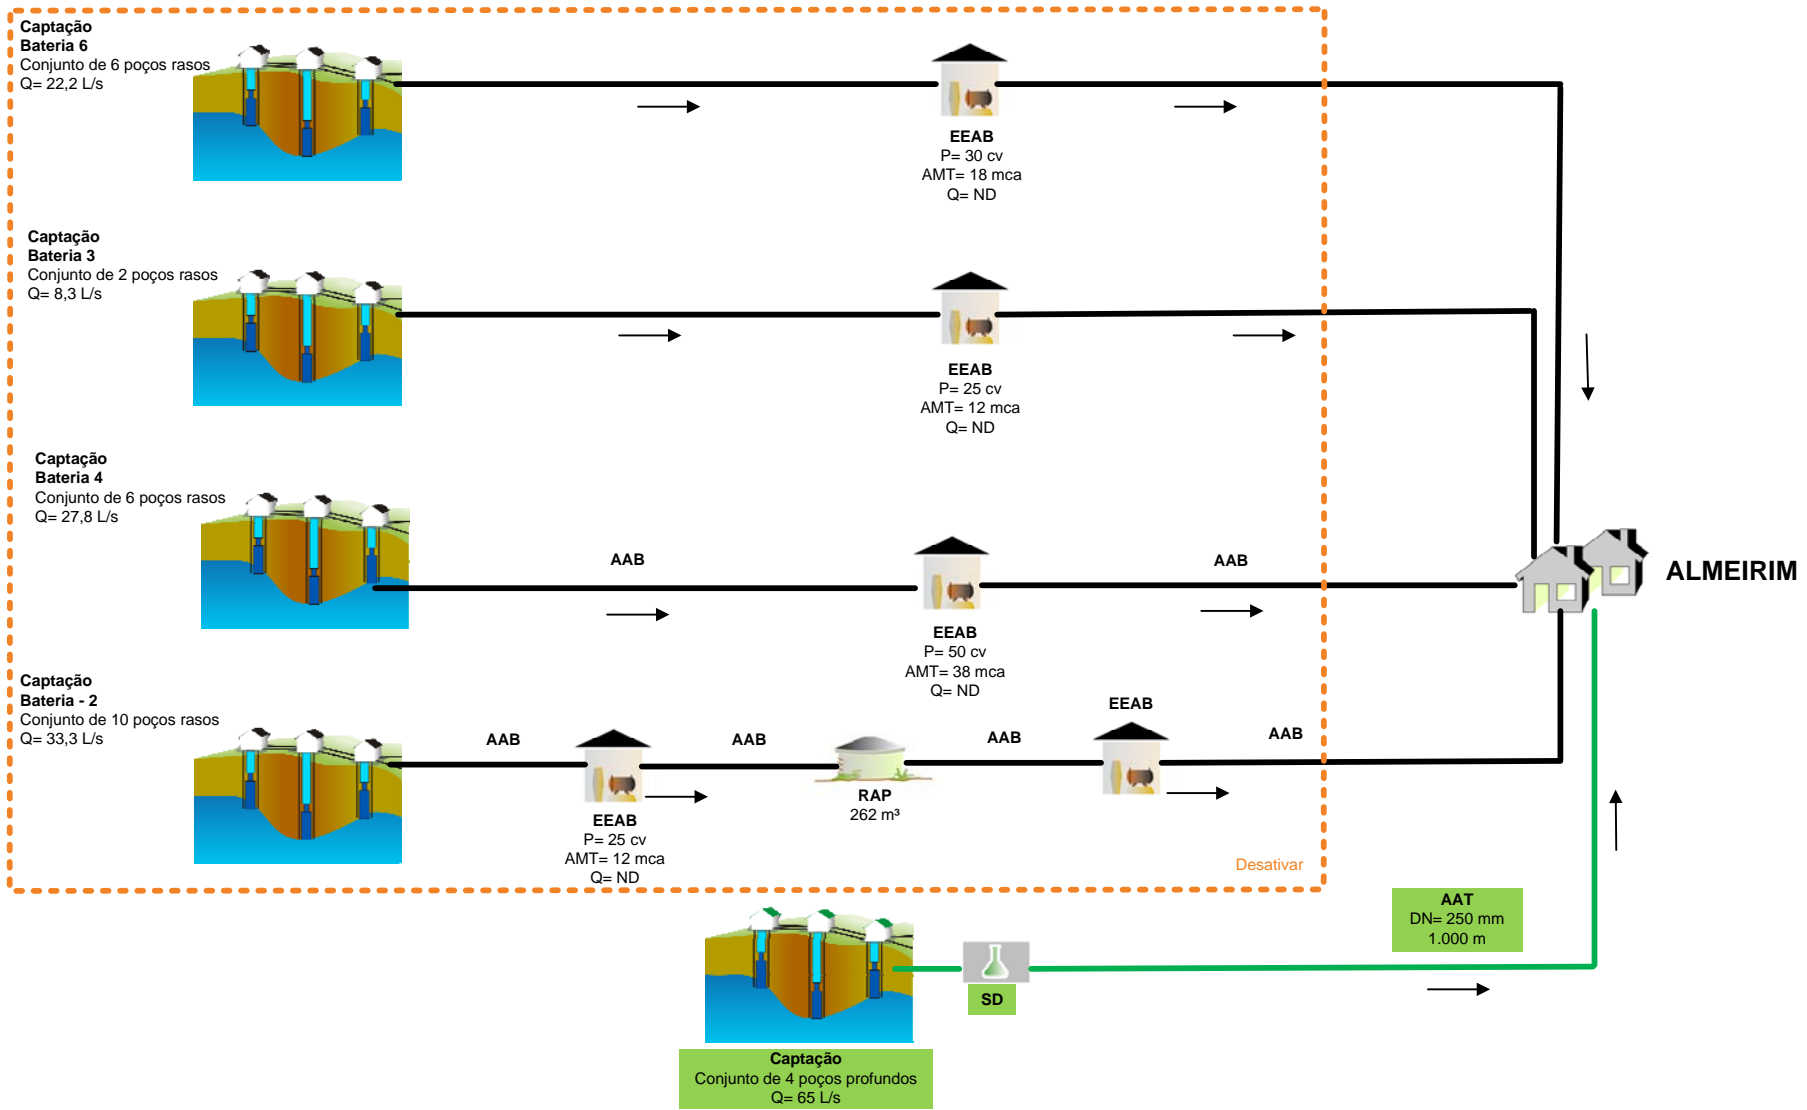 Captação
Bateria 6
Conjunto de 6 poços rasos
Q= 22,2 L/s
EEAB
P= 30 cv
AMT= 18 mca
Q= ND
Captação
Bateria 3
Conjunto de 2 poços rasos
Q= 8,3 L/s
EEAB
P= 25 cv
AMT= 12 mca
Q= ND
Captação
Bateria 4
Conjunto de 6 poços rasos
Q= 27,8 L/s
AAB
AAB
EEAB
P= 50 cv
AMT= 38 mca
Q= ND
ALMEIRIM
Captação
Bateria - 2
Conjunto de 10 poços rasos
Q= 33,3 L/s
AAB
EEAB
P= 25 cv
AMT= 12 mca
Q= ND
AAB
RAP
262 m³
AAB
EEAB
AAB
Desativar
AAT
DN= 250 mm
1.000 m
SD
Captação
Conjunto de 4 poços profundos
Q= 65 L/s